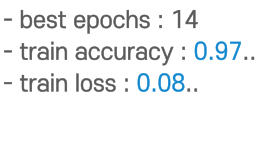 - best epochs : 14
- train accuracy : 0.97..
- train loss : 0.08..